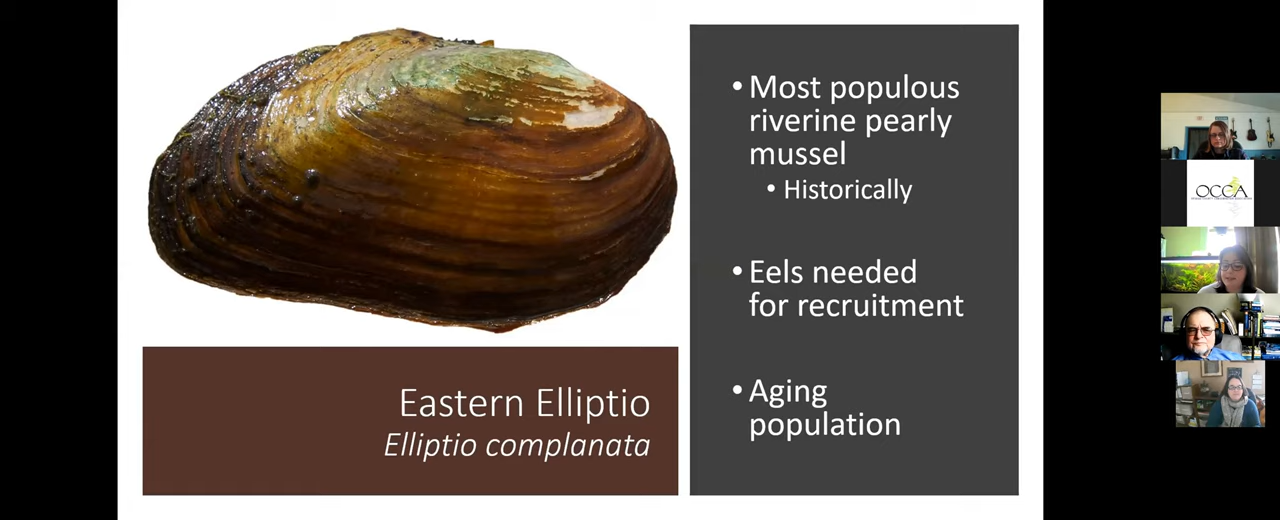 • Most populous
riverine pearly
mussel
• Historically
• Eels needed
for recruitment
• Aging
population
Eastern Elliptio
Elliptio complanata
OCCA